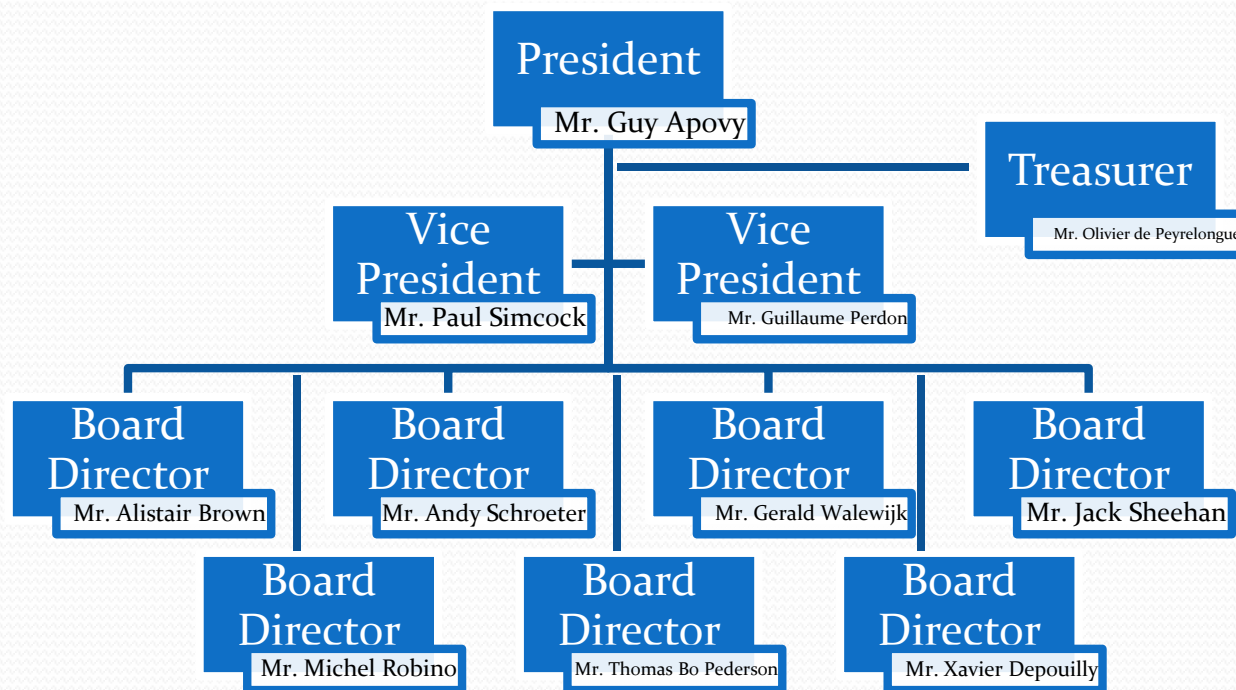 President
Mr. Guy Apovy
Treasurer
Mr. Olivier de Peyrelongue
Vice
President
Mr. Paul Simcock
Vice
President
Mr. Guillaume Perdon
Board
Director
Mr. Alistair Brown
Board
Director
Mr. Andy Schroeter
Board
Director
Mr. Gerald Walewijk
Board
Director
Mr. Jack Sheehan
Board
Director
Mr. Michel Robino
Board
Director
Mr. Thomas Bo Pederson
Board
Director
Mr. Xavier Depouilly